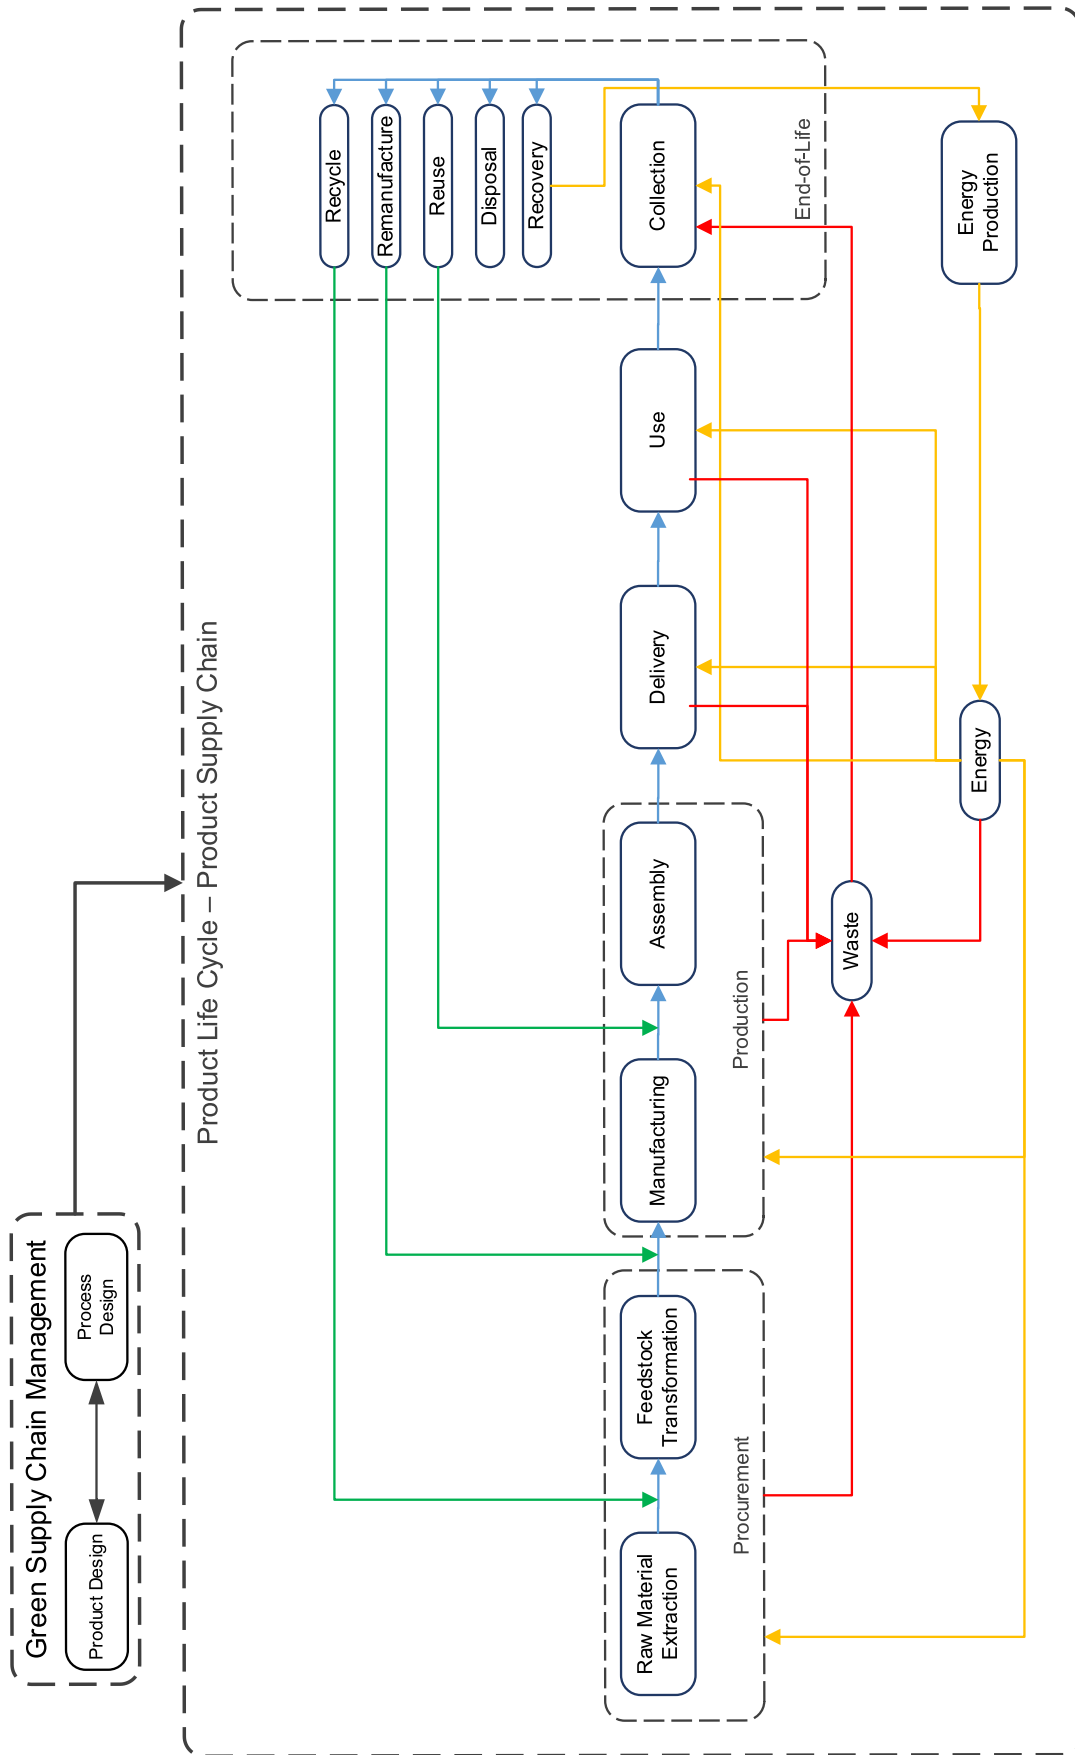 Green Supply Chain Management
Product Design
Process
Design
Product Life Cycle – Product Supply Chain
Recycle
Remanufacture
Reuse
Disposal
Recovery
Raw Material
Extraction
Feedstock
Transformation
Manufacturing
Assembly
Delivery
Use
Collection
Procurement
Production
End-of-Life
Waste
Energy
Energy
Production